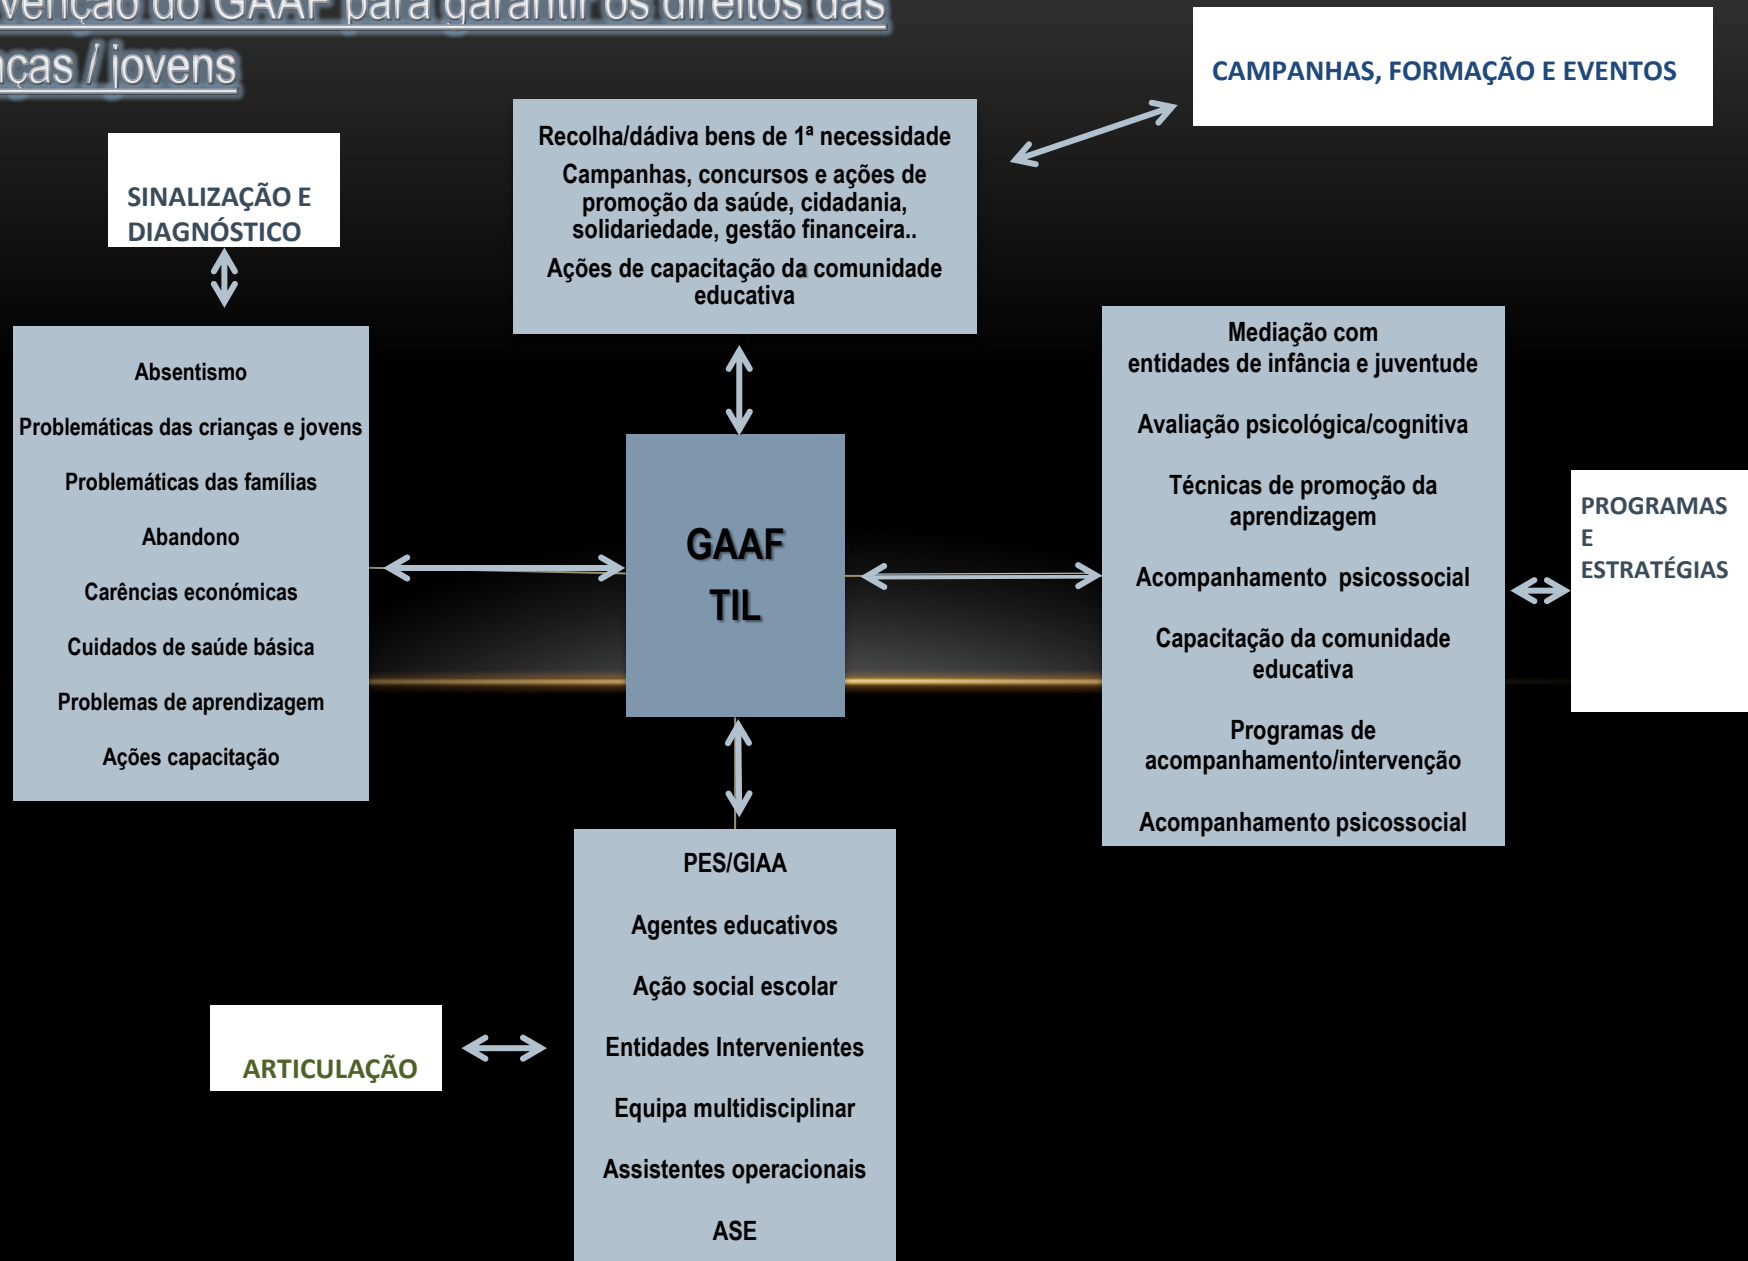 venção do GAAF para garantir os direitos das
ças / jovens
CAMPANHAS, FORMAÇÃO E EVENTOS
Recolha/dádiva bens de 1ª necessidade
Campanhas, concursos e ações de
promoção da saúde, cidadania,
solidariedade, gestão financeira..
Ações de capacitação da comunidade
educativa
SINALIZAÇÃO E
DIAGNÓSTICO
Absentismo
Problemáticas das crianças e jovens
Problemáticas das famílias
Abandono
Carências económicas
Cuidados de saúde básica
Problemas de aprendizagem
Ações capacitação
GAAF
TIL
Mediação com
entidades de infância e juventude
Avaliação psicológica/cognitiva
Técnicas de promoção da
aprendizagem
Acompanhamento  psicossocial
Capacitação da comunidade
educativa
Programas de
acompanhamento/intervenção
Acompanhamento psicossocial
PROGRAMAS
E
ESTRATÉGIAS
PES/GIAA
Agentes educativos
Ação social escolar
Entidades Intervenientes
Equipa multidisciplinar
Assistentes operacionais
ASE
ARTICULAÇÃO